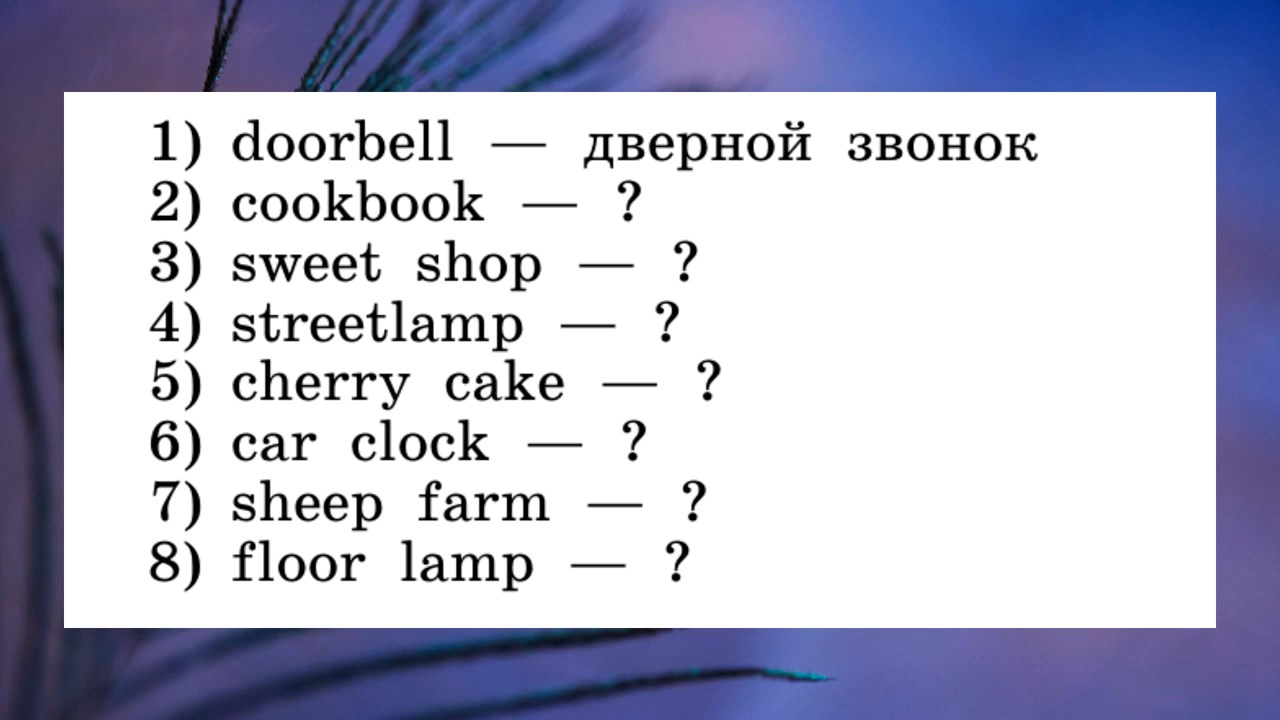 1) doorbell — дверной звонок
2) cookbook — ?
3) sweet shop — ?
4) streetlamp — ?
5) cherry cake — ?
6) car clock — ?
7) sheep farm — ?
8) floor lamp — ?